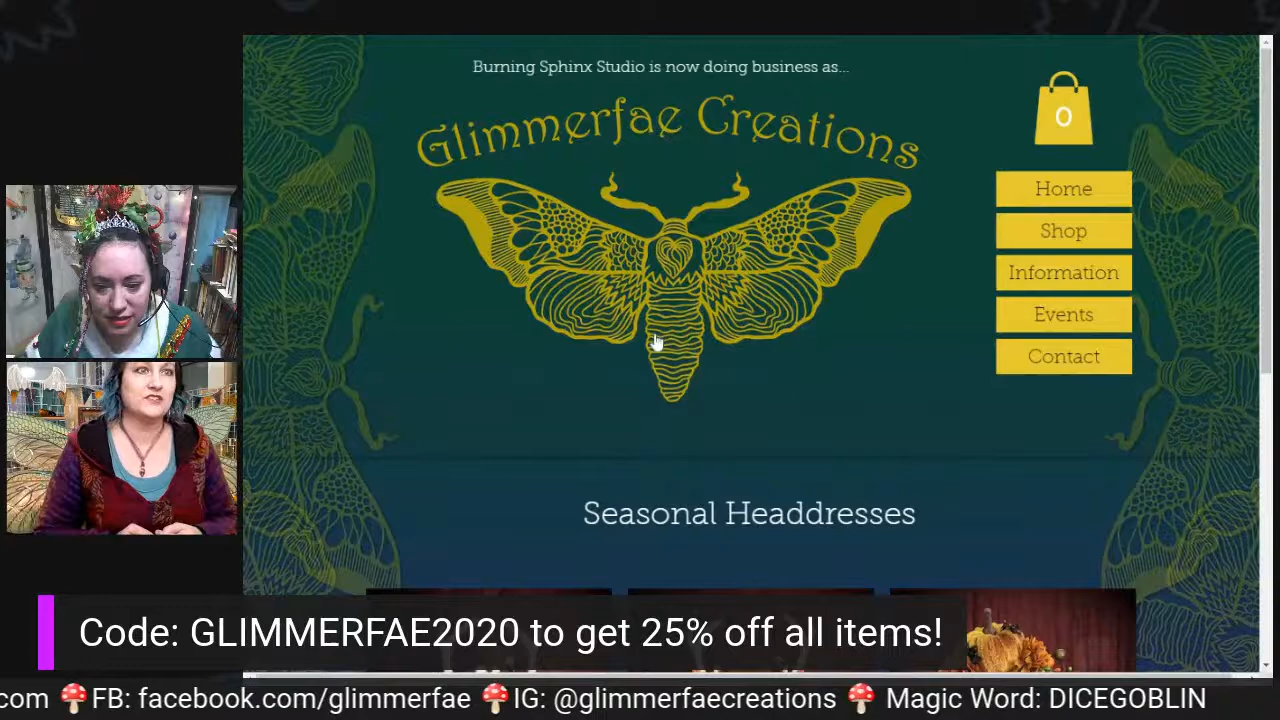 Burning Sphinx Studio is now doing business as...
Glimmerfae Creations
0
Home
Shop
Information
Events
Contact
Seasonal Headdresses
Code: GLIMMERFAE2020 to get 25% off all items!
com 🍄FB: facebook.com/glimmerfae 🍄IG: @glimmerfaecreations 🍄 Magic Word: DICEGOBLIN